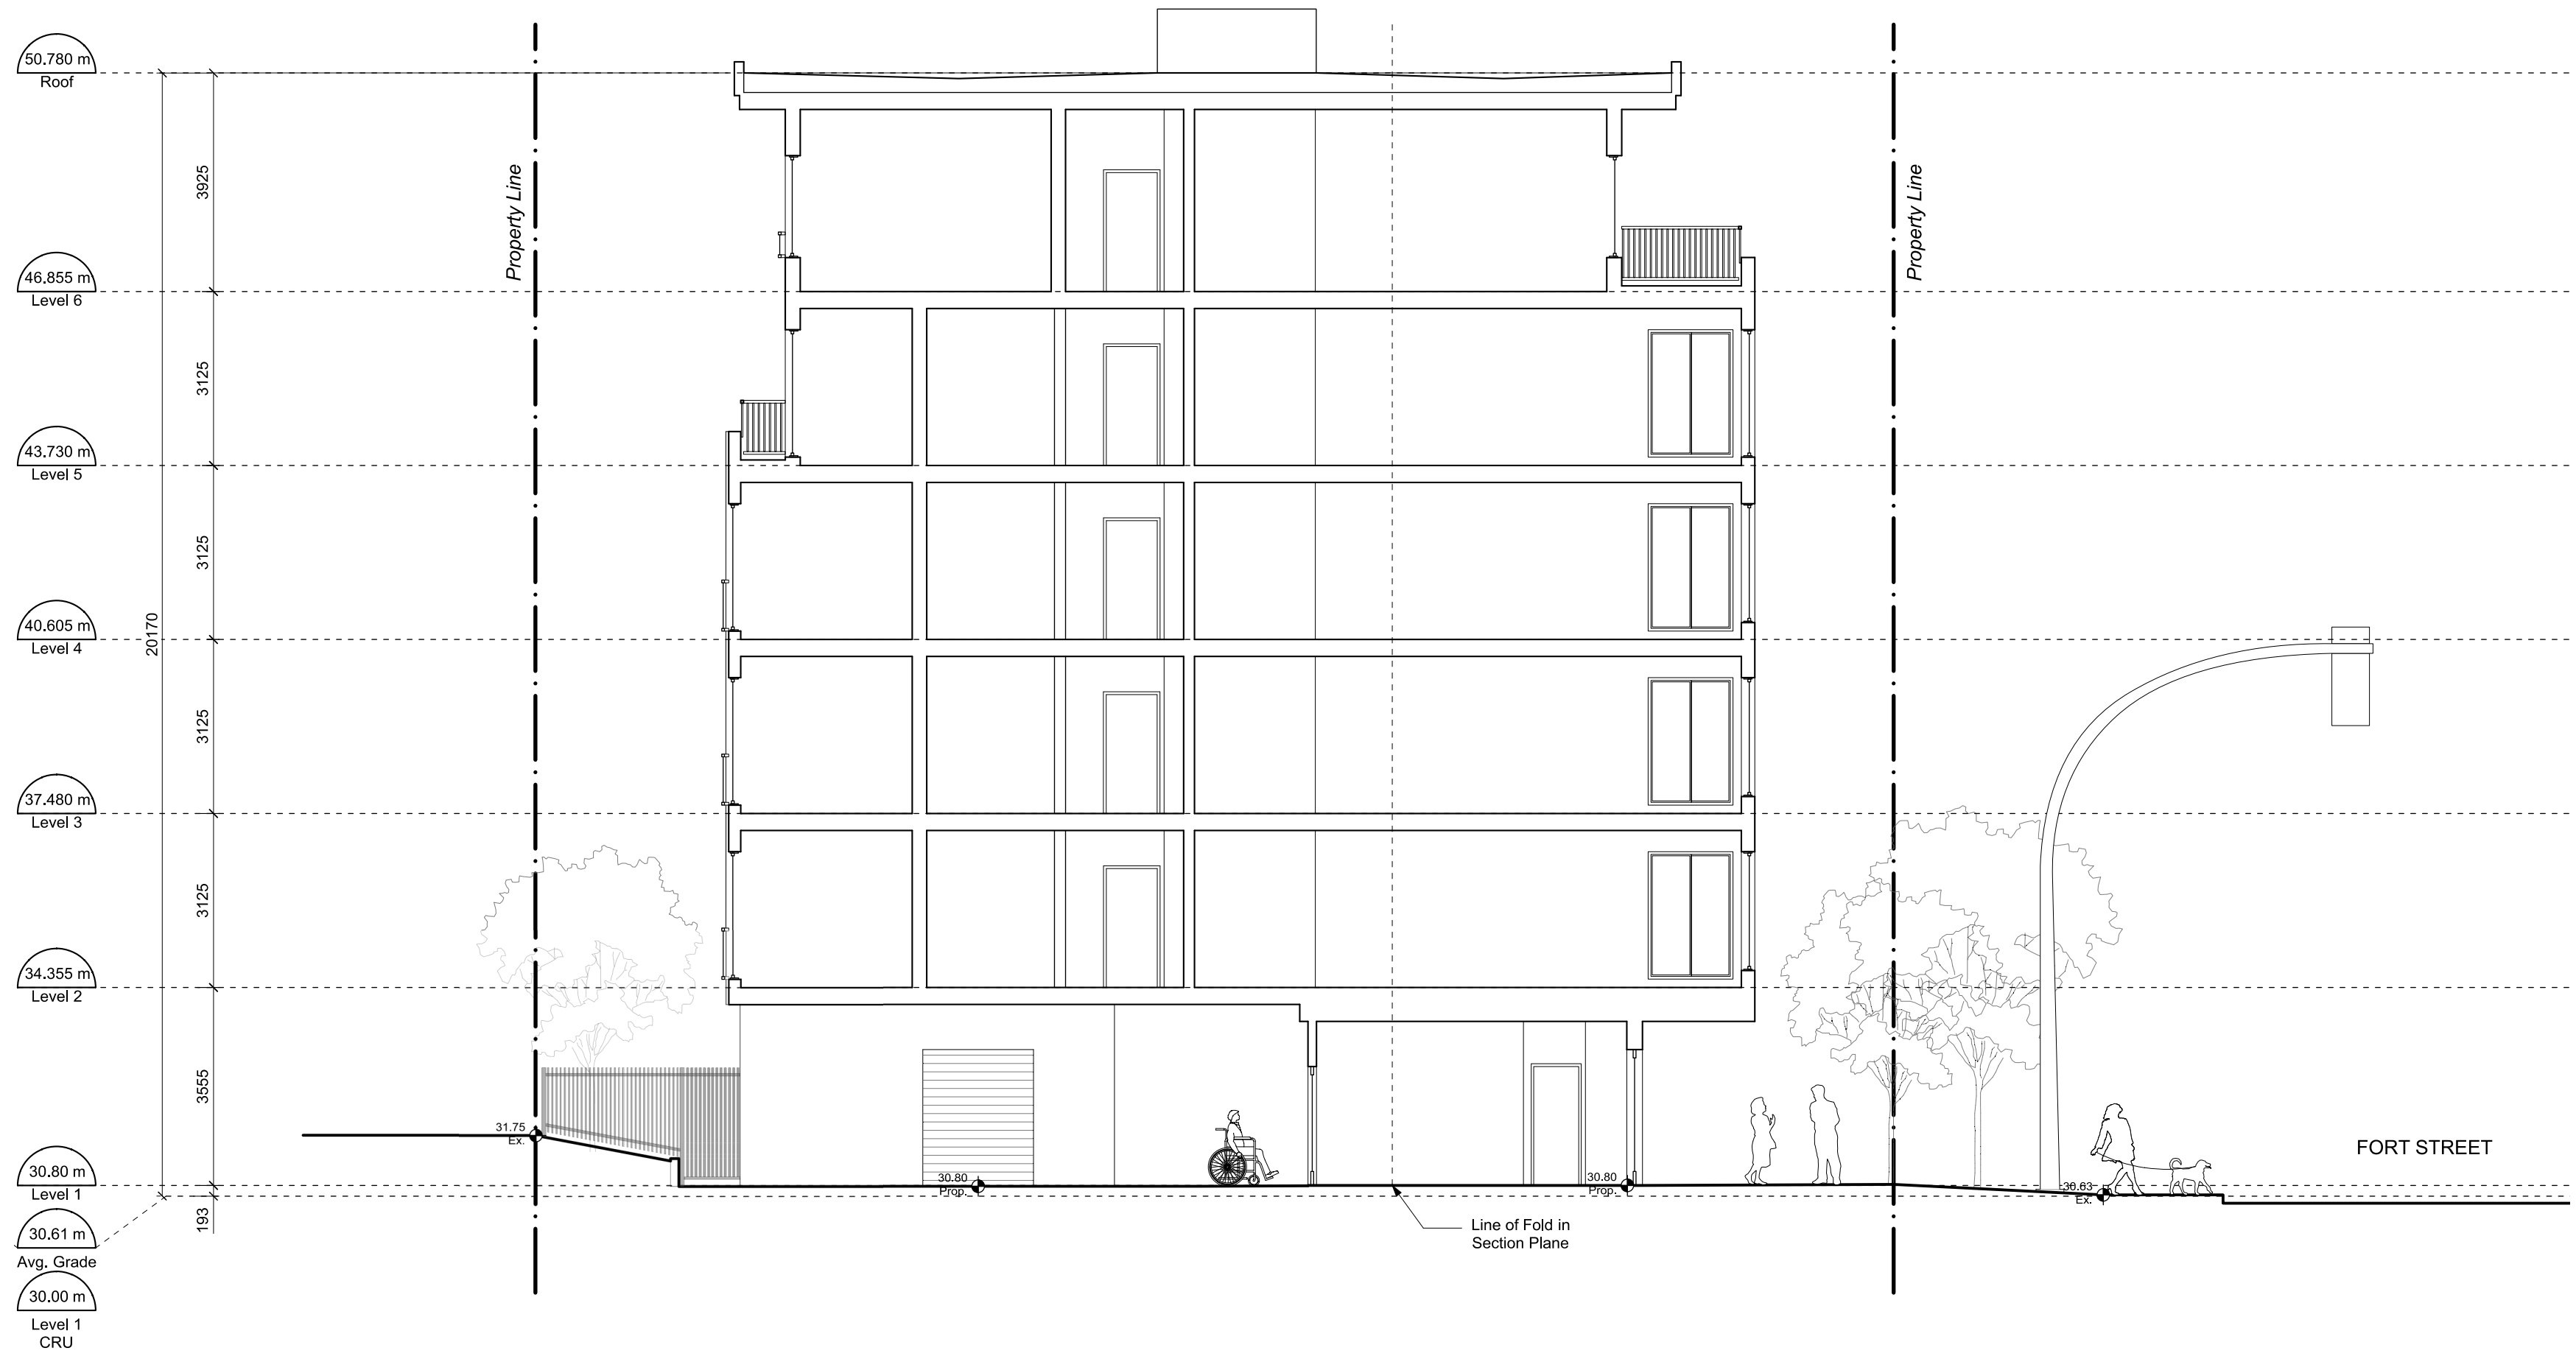 50.780 m
Roof
3925
Property Line
Property Line
46.855 m
Level 6
3125
43.730 m
Level 5
3125
40.605 m
Level 4
20170
3125
37.480 m
Level 3
3125
34.355 m
Level 2
3555
31.75
Ex.
FORT STREET
30.80 m
Level 1
30.80
Prop.
30.80
Prop.
30.63
Ex.
193
30.61 m
Avg. Grade
Line of Fold in
Section Plane
30.00 m
Level 1
CRU